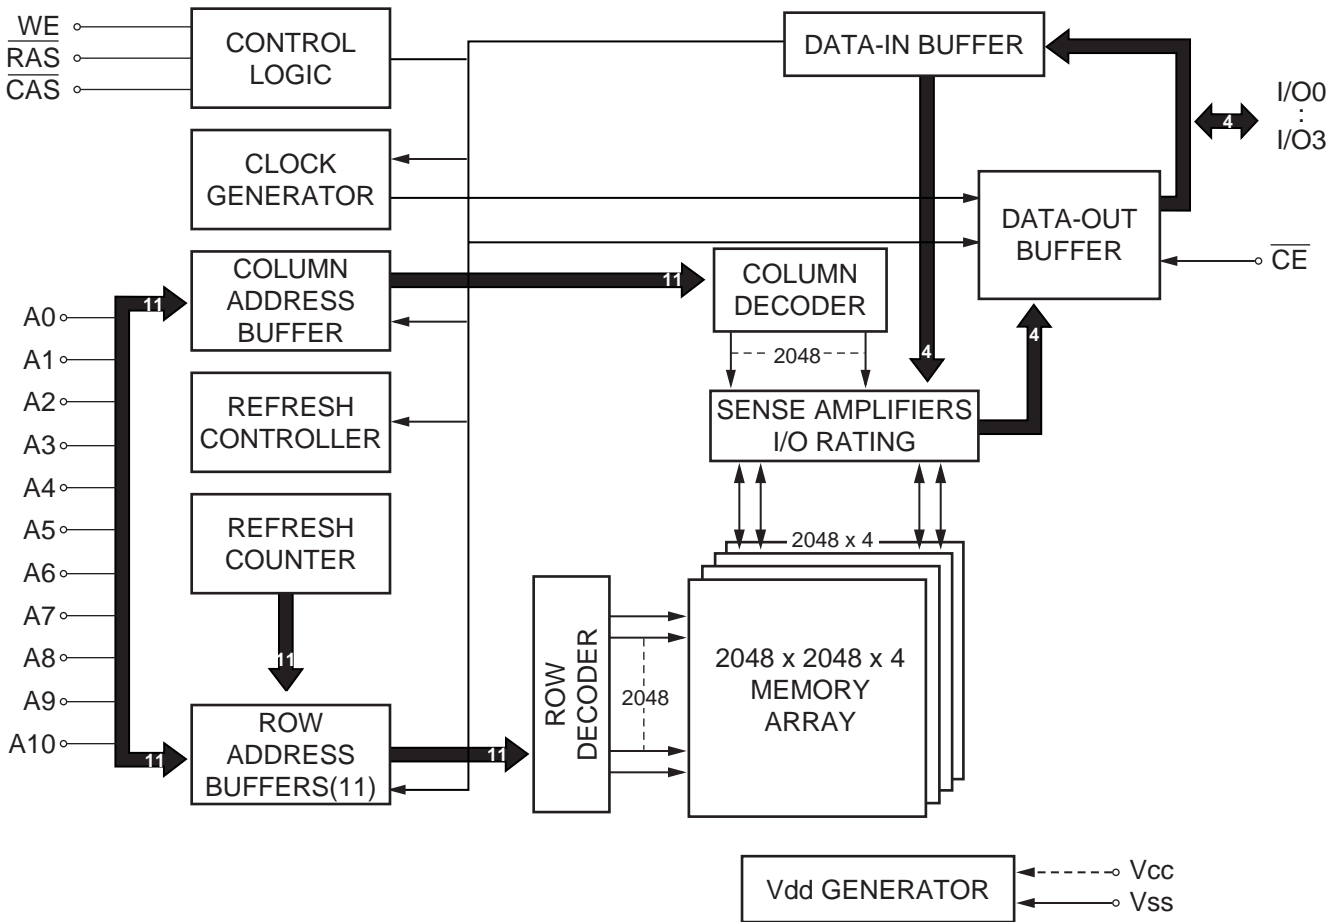 WE
RAS
CAS
CONTROL
LOGIC
DATA-IN BUFFER
4
I/O0
:
I/O3
CLOCK
GENERATOR
DATA-OUT
BUFFER
CE
COLUMN
ADDRESS
BUFFER
11
11
COLUMN
DECODER
2048
4
4
SENSE AMPLIFIERS
I/O RATING
A0
A1
A2
A3
A4
A5
A6
A7
A8
A9
A10
REFRESH
CONTROLLER
REFRESH
COUNTER
11
11
ROW
ADDRESS
BUFFERS(11)
11
ROW
DECODER
2048
2048 x 4
2048 x 2048 x 4
MEMORY
ARRAY
Vdd GENERATOR
Vcc
Vss